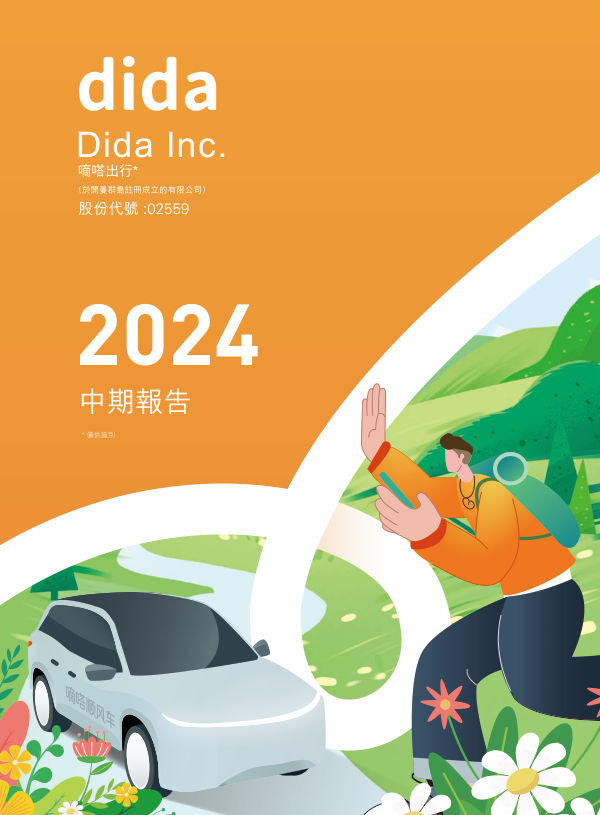 dida
Dida Inc.
嘀嗒出行*
(於開曼群島註冊成立的有限公司)
股份代號 :02559
2024
中期報告
* 僅供識別
嘀嗒顺风车